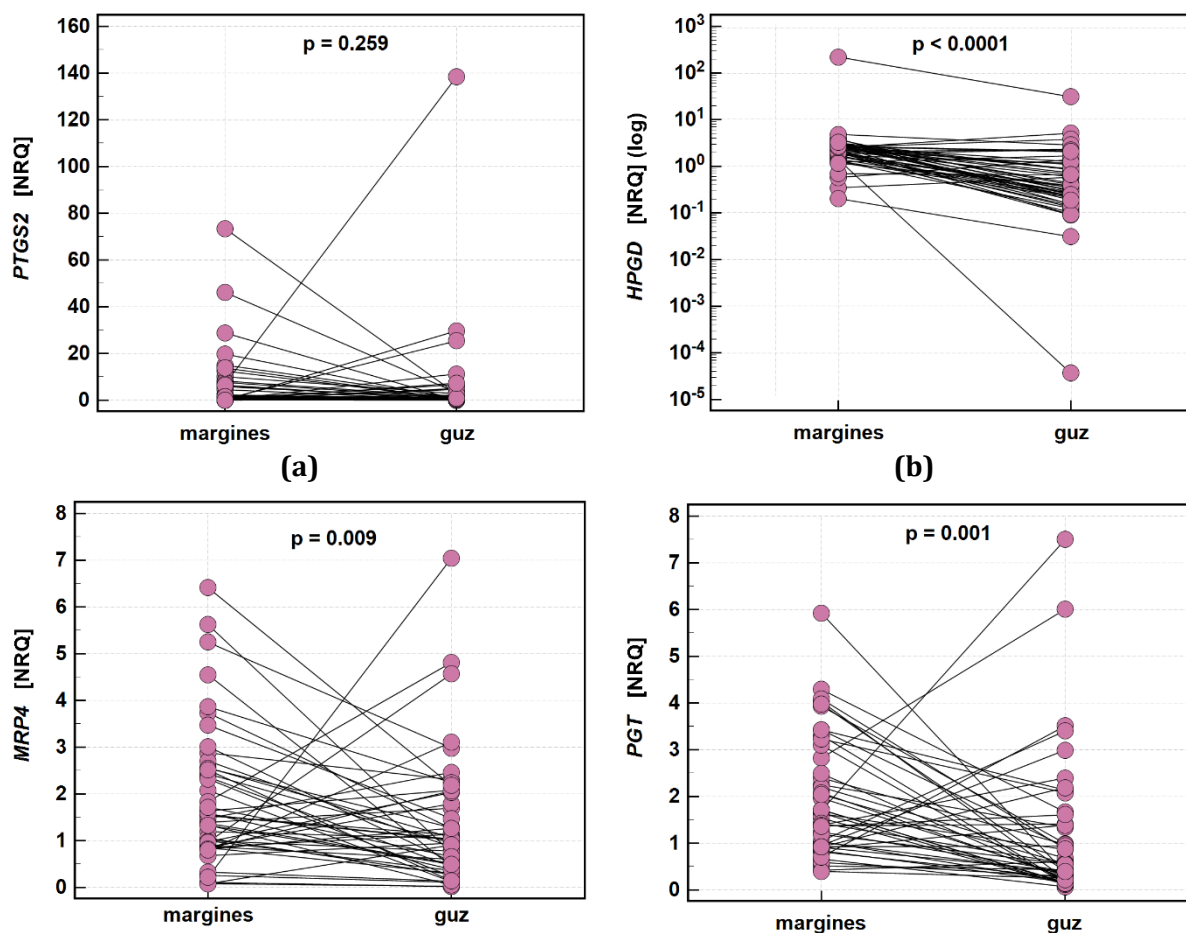 160
140
120
100
80
60
40
20
0
PTGS2 [NRQ]
p = 0.259
margines guz
(a)
10³
10²
10¹
10⁰
10⁻¹
10⁻²
10⁻³
10⁻⁴
10⁻⁵
HPGD [NRQ] (log)
p < 0.0001
margines guz
(b)
8
7
6
5
4
3
2
1
0
MRP4 [NRQ]
p = 0.009
margines guz
8
7
6
5
4
3
2
1
0
PGT [NRQ]
p = 0.001
margines guz